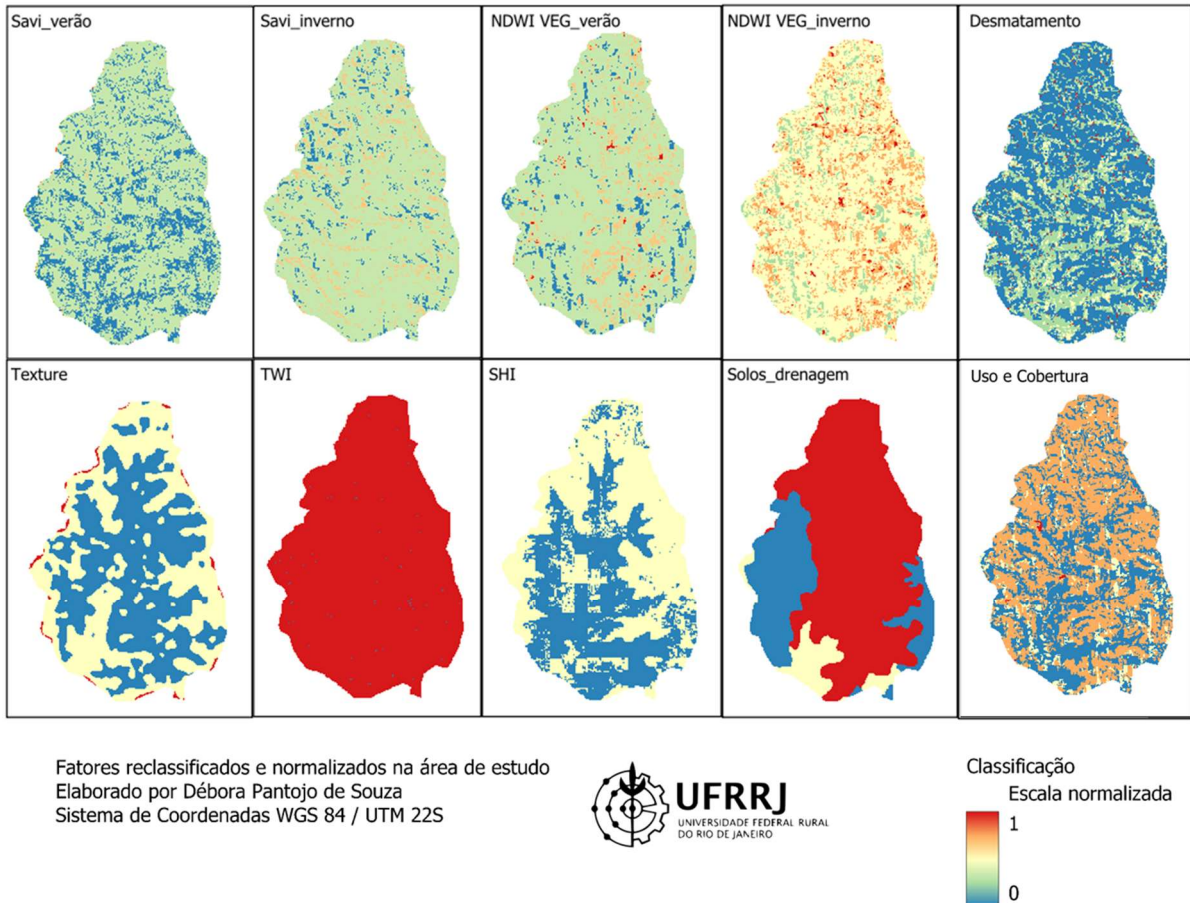 Savi_verão
Savi_inverno
NDWI VEG_verão
NDWI VEG_inverno
Desmatamento
Texture
TWI
SHI
Solos_drenagem
Uso e Cobertura
Fatores reclassificados e normalizados na área de estudo
Elaborado por Débora Pantojo de Souza
Sistema de Coordenadas WGS 84 / UTM 22S
UFRRJ
UNIVERSIDADE FEDERAL RURAL
DO RIO DE JANEIRO
Classificação
Escala normalizada
1
0